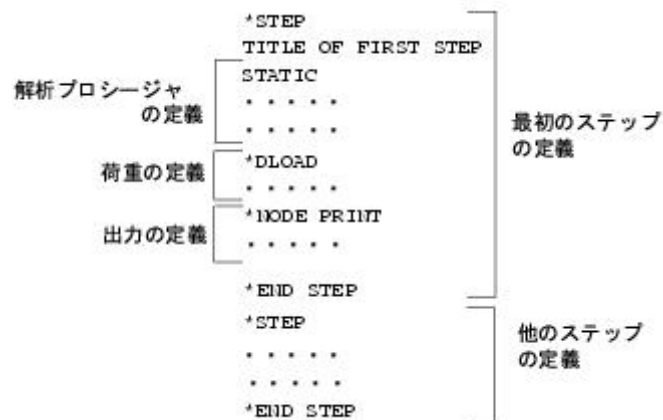 *STEP
TITLE OF FIRST STEP
STATIC
・・・・・
・・・・・
解析プロシージャ
の定義
*DLOAD
・・・・・
荷重の定義
*NODE PRINT
・・・・・
出力の定義
*END STEP
最初のステップ
の定義
*STEP
・・・・・
・・・・・
*END STEP
他のステップ
の定義